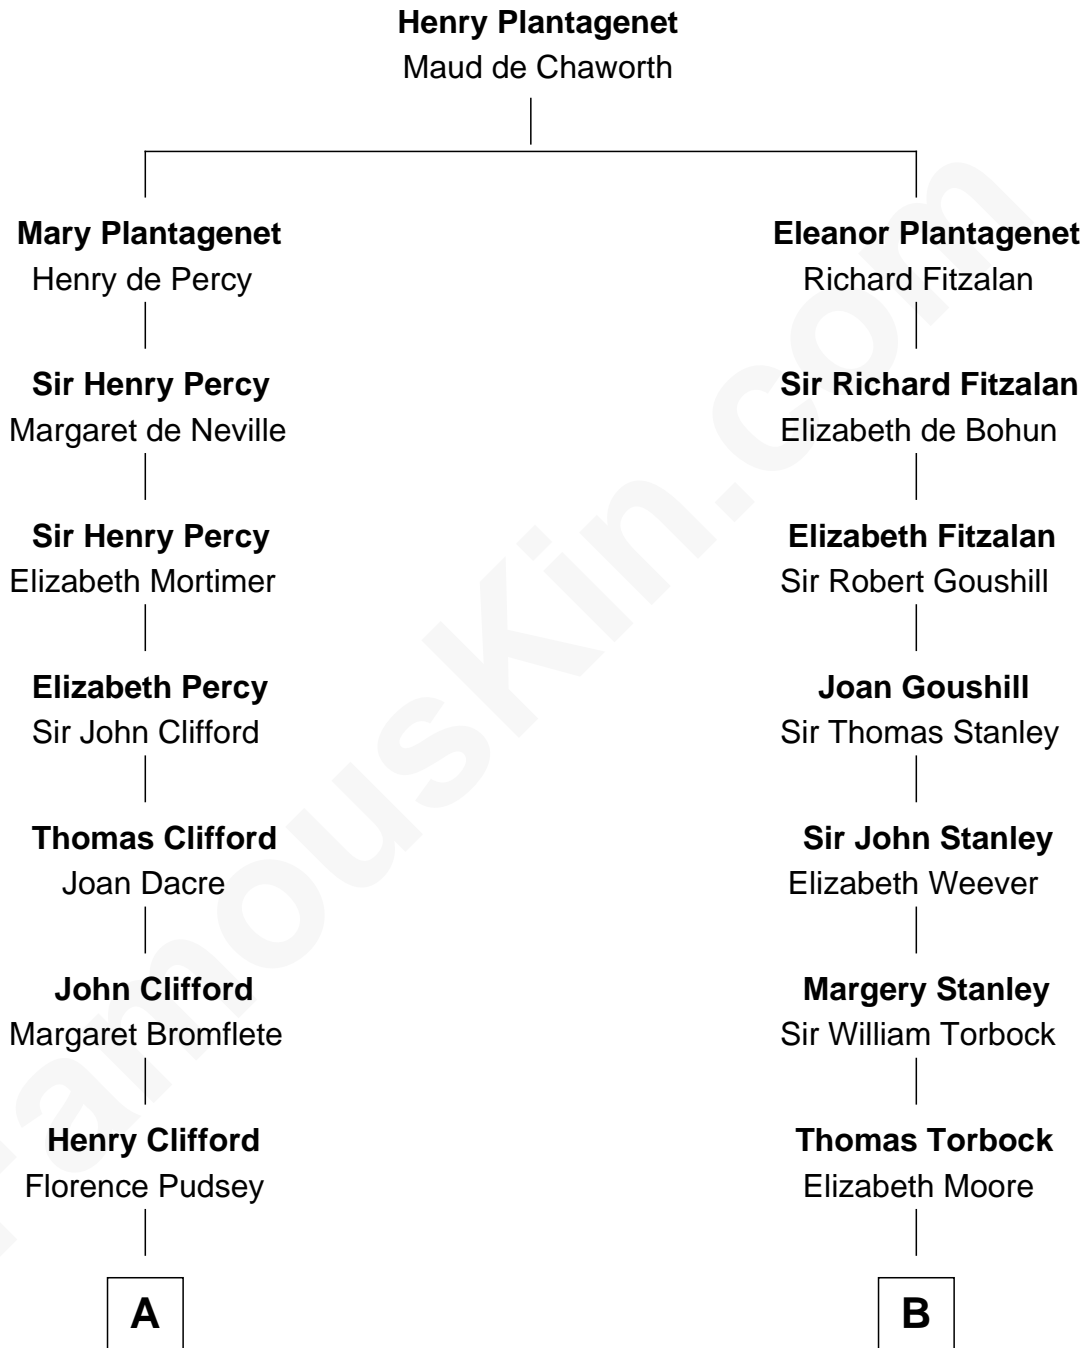 Henry Plantagenet
Maud de Chaworth
Mary Plantagenet
Henry de Percy
Eleanor Plantagenet
Richard Fitzalan
Sir Henry Percy
Margaret de Neville
Sir Richard Fitzalan
Elizabeth de Bohun
Sir Henry Percy
Elizabeth Mortimer
Elizabeth Fitzalan
Sir Robert Goushill
Elizabeth Percy
Sir John Clifford
Joan Goushill
Sir Thomas Stanley
Thomas Clifford
Joan Dacre
Sir John Stanley
Elizabeth Weever
John Clifford
Margaret Bromflete
Margery Stanley
Sir William Torbock
Henry Clifford
Florence Pudsey
Thomas Torbock
Elizabeth Moore
A
B
FamousKin.com